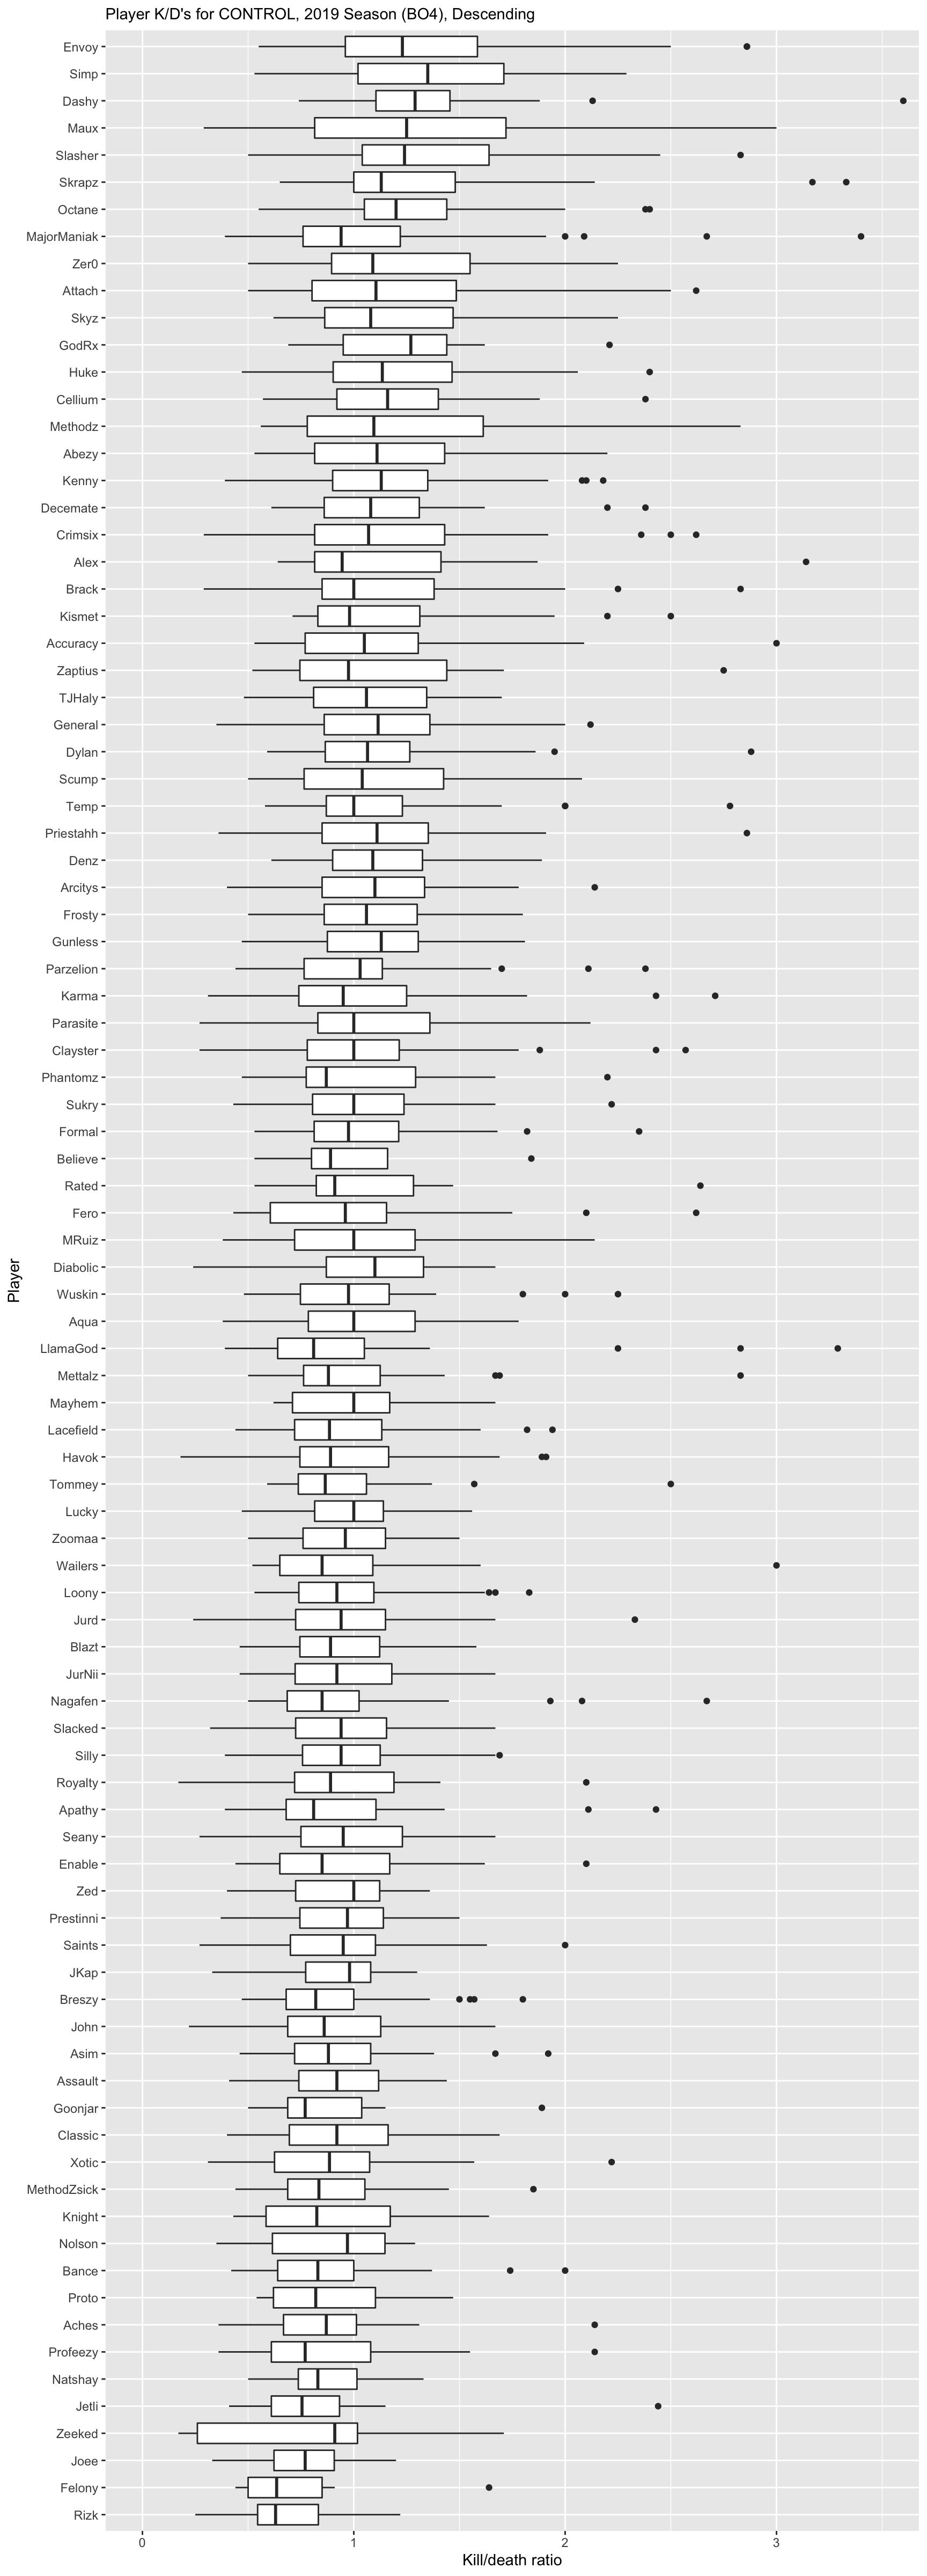 Player K/D's for CONTROL, 2019 Season (BO4), Descending
Envoy
Simp
Dashy
Maux
Slasher
Skrapz
Octane
MajorManiak
Zer0
Attach
Skyz
GodRx
Huke
Cellium
Methodz
Abezy
Kenny
Decemate
Crimsix
Alex
Brack
Kismet
Accuracy
Zaptius
TJHaly
General
Dylan
Scump
Temp
Priestahh
Denz
Arcitys
Frosty
Gunless
Parzelion
Karma
Parasite
Clayster
Phantomz
Sukry
Formal
Believe
Rated
Fero
MRuiz
Diabolic
Wuskin
Aqua
LlamaGod
Mettalz
Mayhem
Lacefield
Havok
Tommey
Lucky
Zoomaa
Wailers
Loony
Jurd
Blazt
JurNii
Nagafen
Slacked
Silly
Royalty
Apathy
Seany
Enable
Zed
Prestinni
Saints
JKap
Breszy
John
Asim
Assault
Goonjar
Classic
Xotic
MethodZsick
Knight
Nolson
Bance
Proto
Aches
Profeezy
Natshay
Jetli
Zeeked
Joee
Felony
Rizk
Player
0 1 2 3
Kill/death ratio